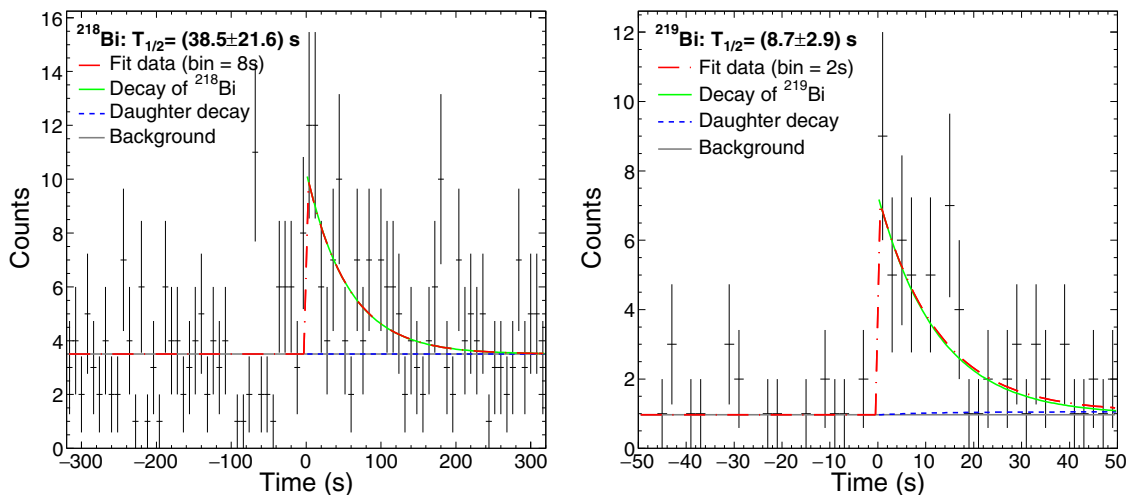 ²¹⁸Bi: T₁/₂= (38.5±21.6) s
Fit data (bin = 8s)
Decay of ²¹⁸Bi
Daughter decay
Background
Counts
16
14
12
10
8
6
4
2
0
−300 −200 −100 0 100 200 300
Time (s)
²¹⁹Bi: T₁/₂= (8.7±2.9) s
Fit data (bin = 2s)
Decay of ²¹⁹Bi
Daughter decay
Background
Counts
12
10
8
6
4
2
0
−50 −40 −30 −20 −10 0 10 20 30 40 50
Time (s)